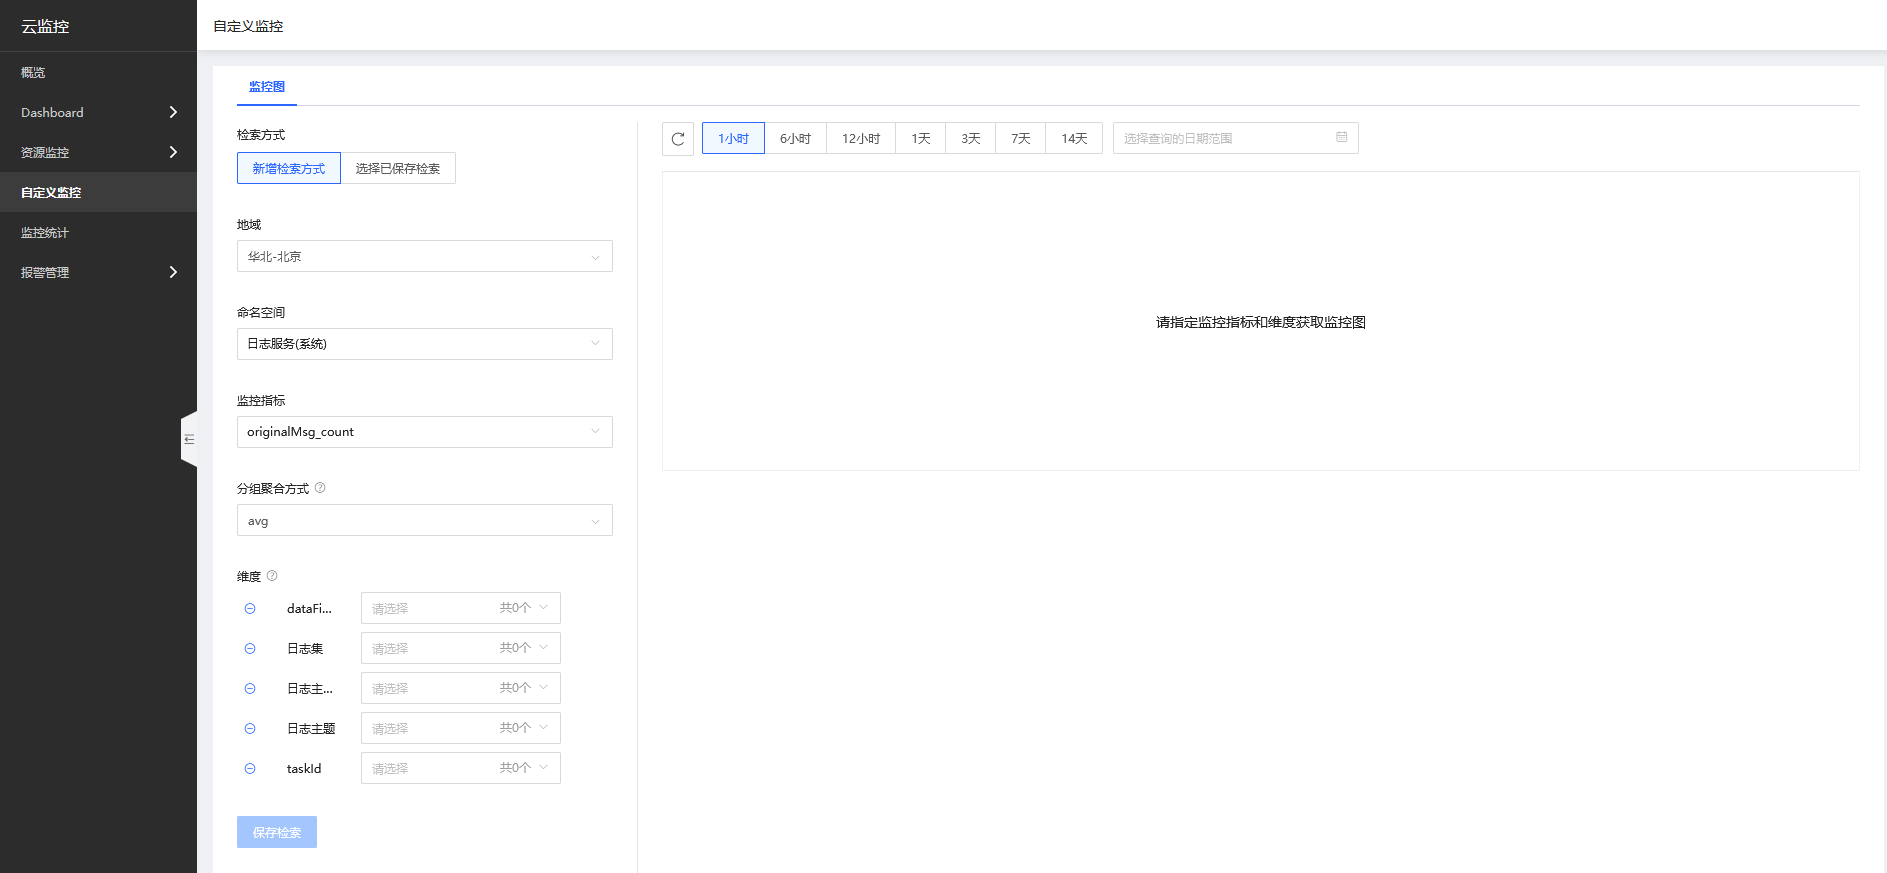 云监控
概览
Dashboard
资源监控
自定义监控
监控统计
报警管理
自定义监控
监控图
检索方式
新增检索方式 选择已保存检索
地域
华北-北京
命名空间
日志服务(系统)
监控指标
originalMsg_count
分组聚合方式
avg
维度
dataFi... 请选择 共0个
日志集 请选择 共0个
日志主... 请选择 共0个
日志主题 请选择 共0个
taskId 请选择 共0个
保存检索
1小时 6小时 12小时 1天 3天 7天 14天 选择查询的日期范围
请指定监控指标和维度获取监控图